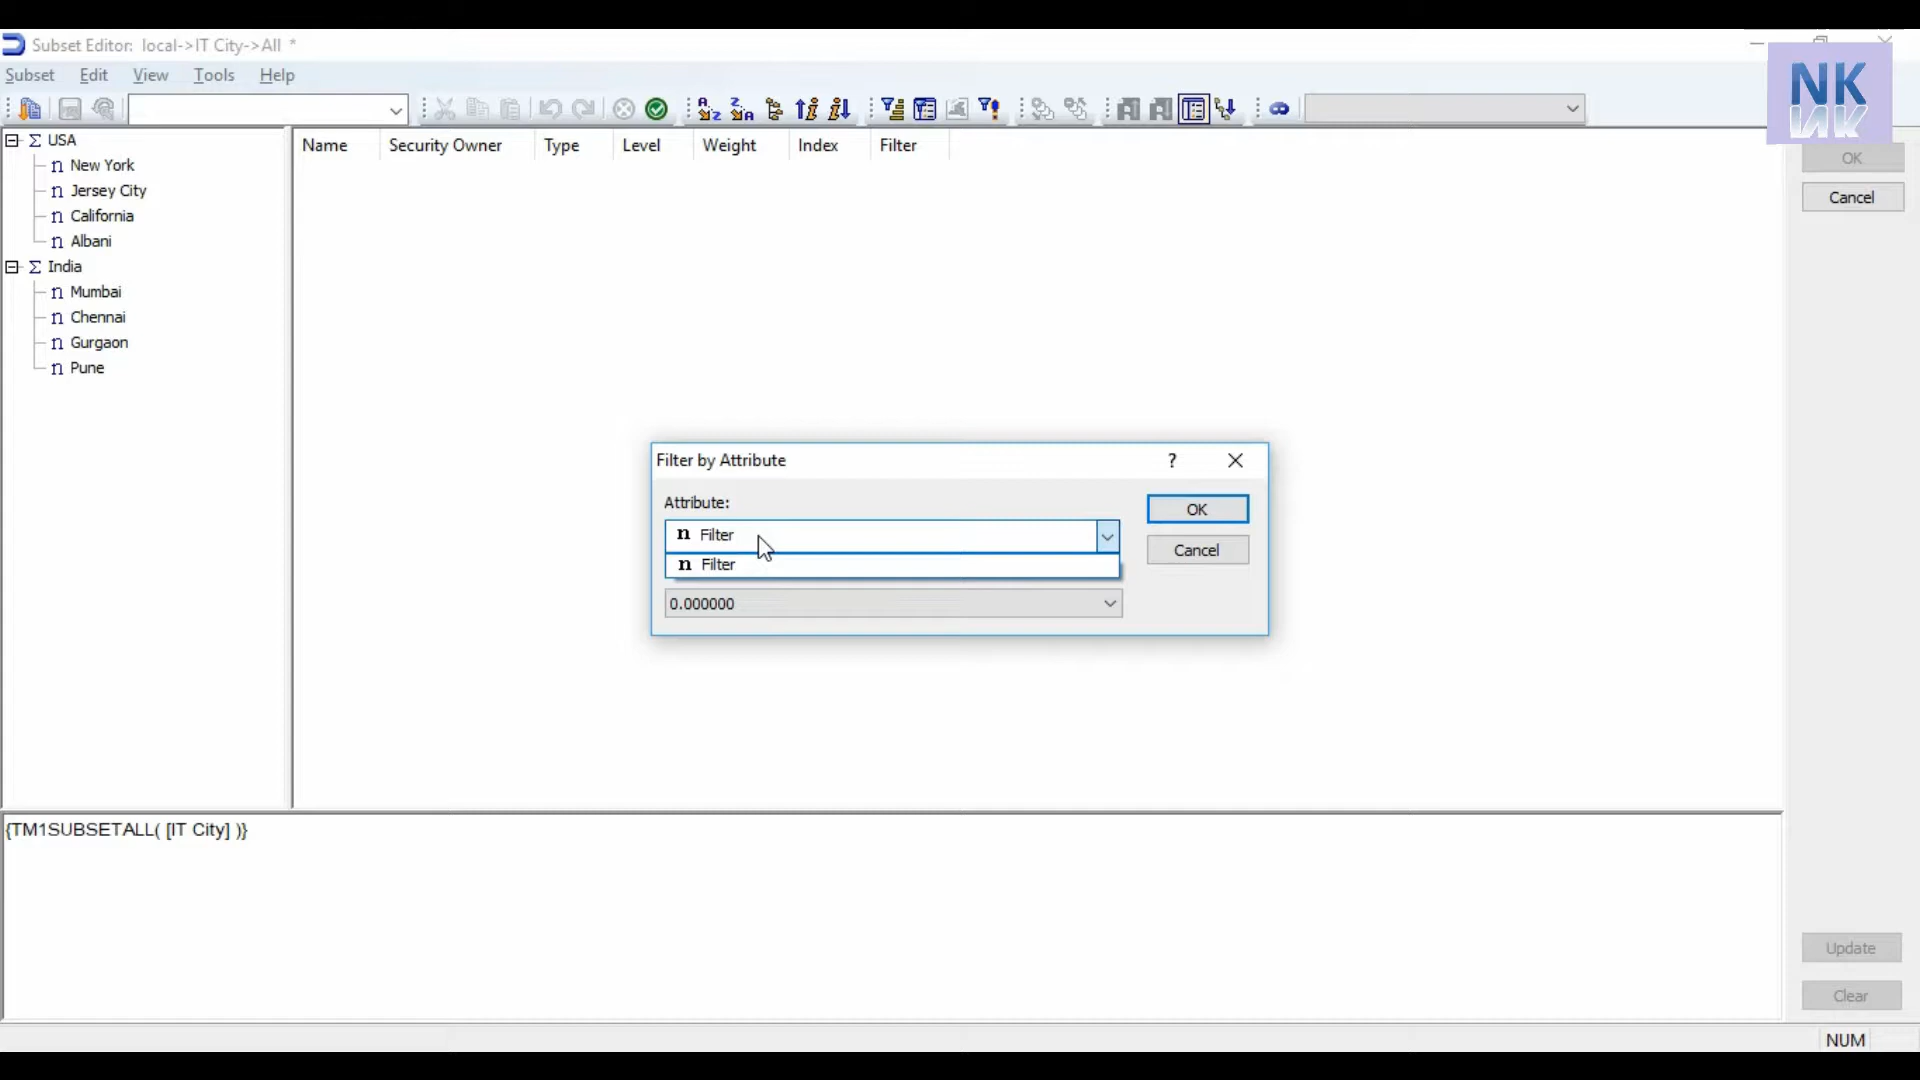 Subset Editor: local->IT City->All *
NK
Subset Edit View Tools Help
USA
New York
Jersey City
California
Albani
India
Mumbai
Chennai
Gurgaon
Pune
Name Security Owner Type Level Weight Index Filter
OK
Cancel
Filter by Attribute ?
Attribute:
n Filter
n Filter
0.000000
OK
Cancel
{TM1SUBSETALL( [IT City] )}
Update
Clear
NUM